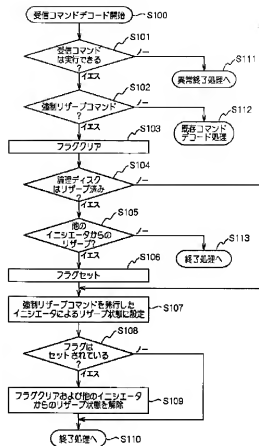 受信コマンドデコード開始 S100
S101
受信コマンド
は実行できる
?
ノー
イエス
S111
異常終了処理へ
S102
強制リザーブコマンド
?
ノー
イエス
S112
既存コマンド
デコード処理
S103
フラグクリア
S104
論理ディスク
はリザーブ済み
?
ノー
イエス
S105
他の
イニシエータからの
リザーブ?
ノー
イエス
S113
終了処理へ
S106
フラグセット
S107
強制リザーブコマンドを発行した
イニシエータによるリザーブ状態に設定
S108
フラグは
セットされている
?
ノー
イエス
S109
フラグクリアおよび他のイニシエータ
からのリザーブ状態を解除
終了処理へ S110